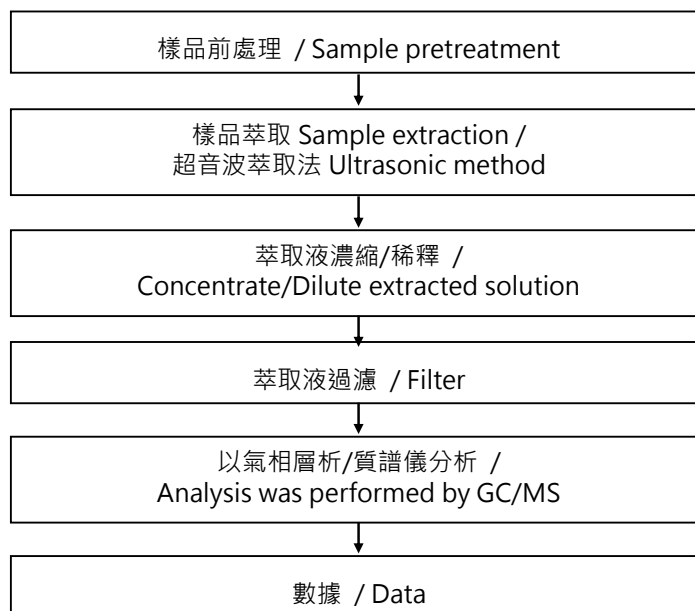 樣品前處理 / Sample pretreatment
樣品萃取 Sample extraction /
超音波萃取法 Ultrasonic method
萃取液濃縮/稀釋 /
Concentrate/Dilute extracted solution
萃取液過濾 / Filter
以氣相層析/質譜儀分析 /
Analysis was performed by GC/MS
數據 / Data